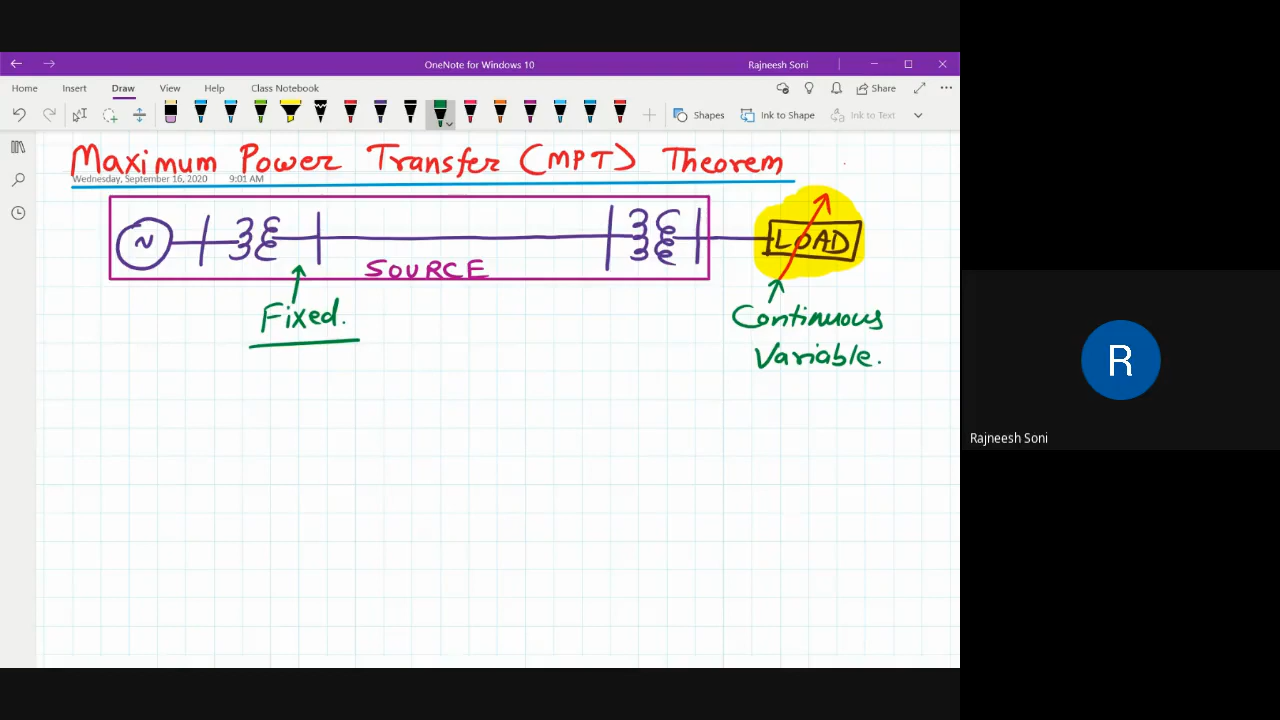 OneNote for Windows 10
Rajneesh Soni
Home Insert Draw View Help Class Notebook
Share
Shapes Ink to Shape Ink to Text
Maximum Power Transfer (MPT) Theorem
Wednesday, September 16, 2020 9:01 AM
~
LOAD
SOURCE
Fixed.
Continuous
Variable.
R
Rajneesh Soni